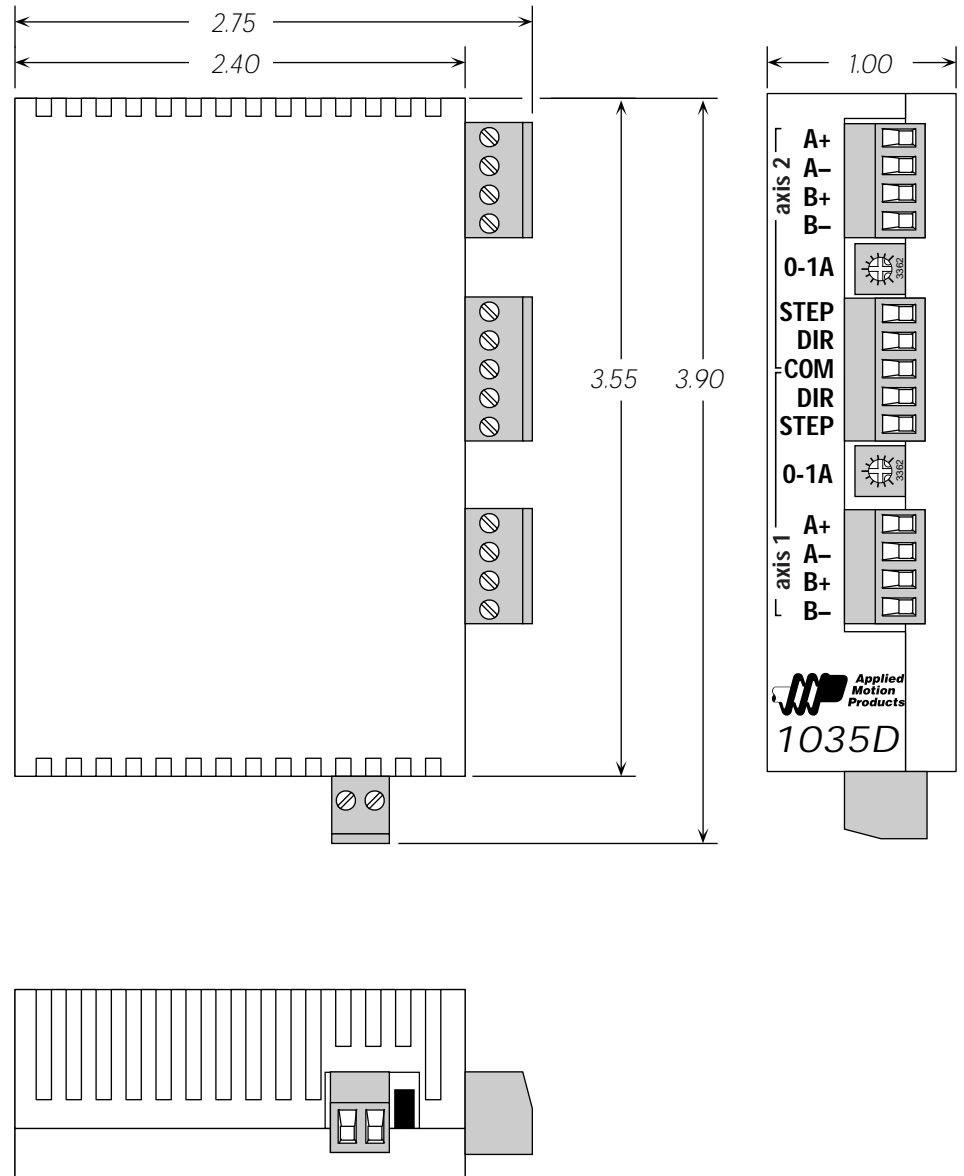 2.75
2.40
1.00
3.55
3.90
axis 2
A+
A–
B+
B–
0-1A
3362
STEP
DIR
COM
DIR
STEP
0-1A
3362
axis 1
A+
A–
B+
B–
Applied
Motion
Products
1035D